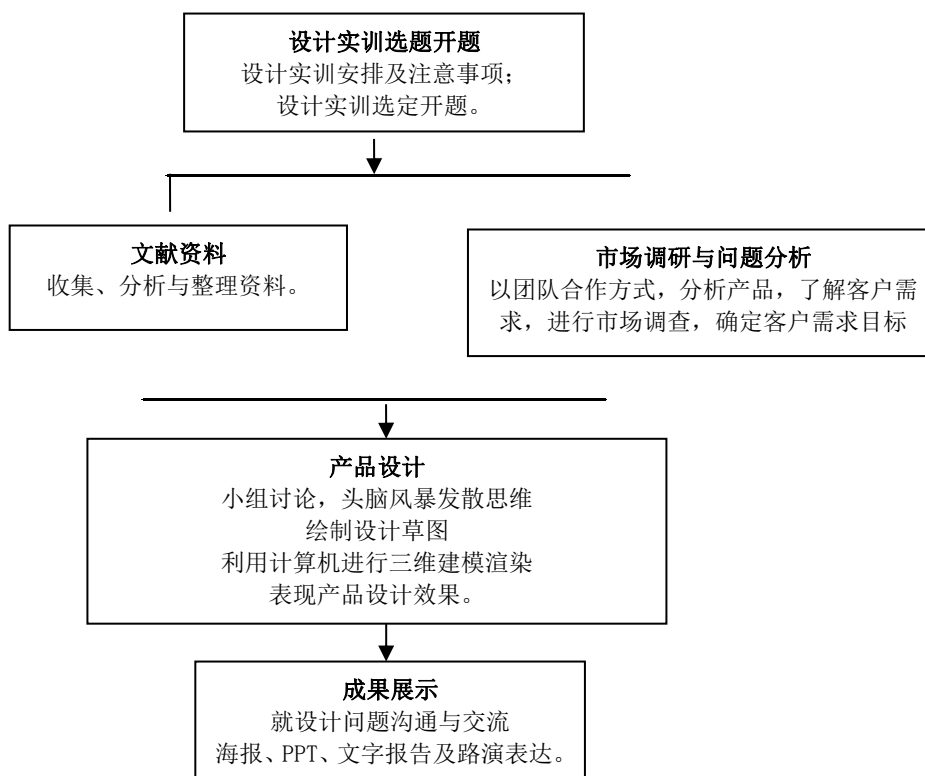 设计实训选题开题
设计实训安排及注意事项；
设计实训选定开题。
文献资料
收集、分析与整理资料。
市场调研与问题分析
以团队合作方式，分析产品，了解客户需
求，进行市场调查，确定客户需求目标
产品设计
小组讨论，头脑风暴发散思维
绘制设计草图
利用计算机进行三维建模渲染
表现产品设计效果。
成果展示
就设计问题沟通与交流
海报、PPT、文字报告及路演表达。